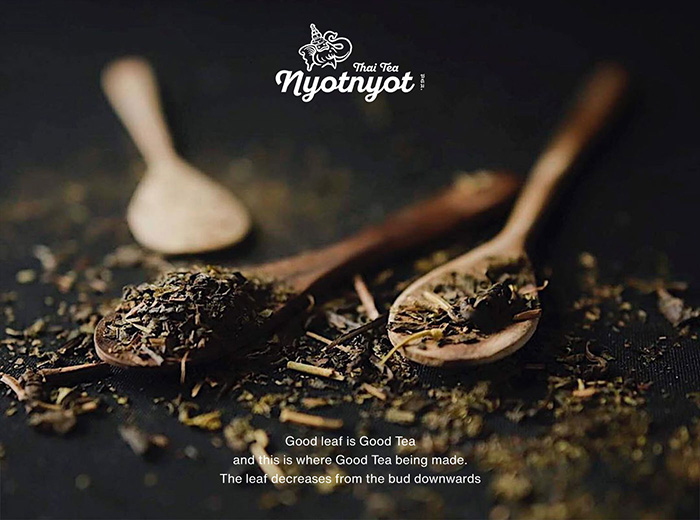 Thai Tea
Nyotnyot
Good leaf is Good Tea
and this is where Good Tea being made.
The leaf decreases from the bud downwards